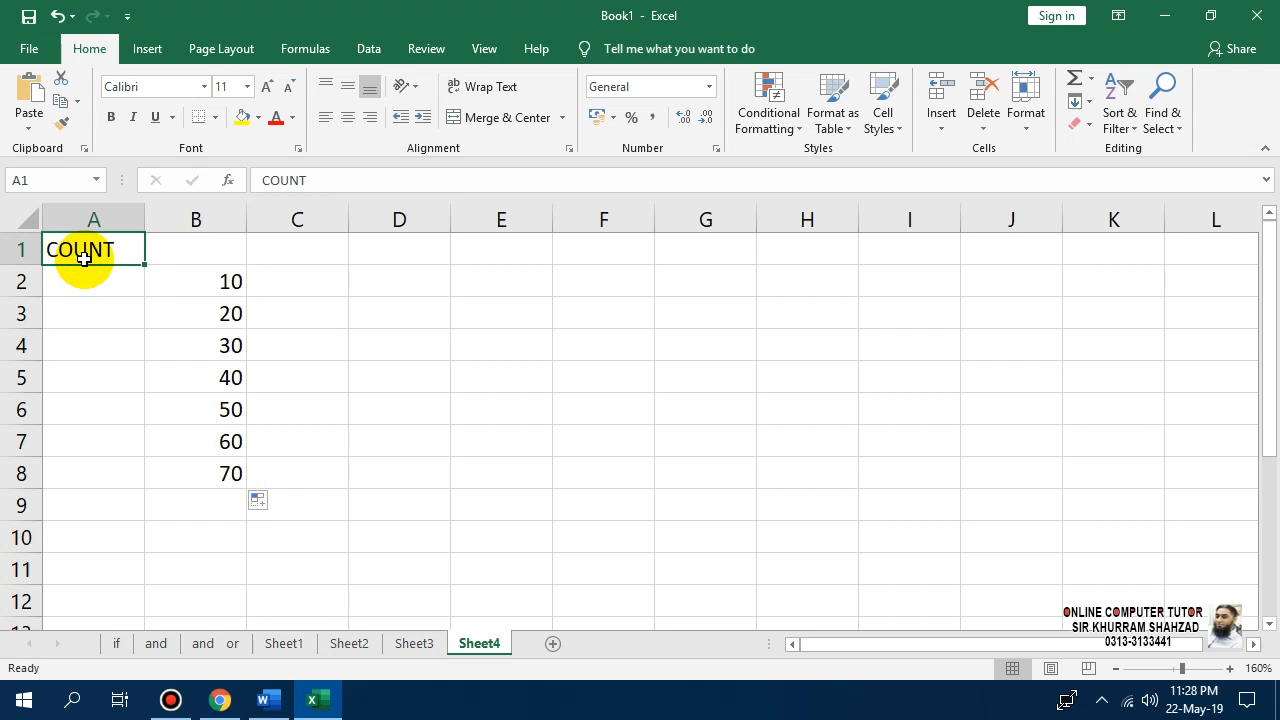 Book1 - Excel
Sign in
File Home Insert Page Layout Formulas Data Review View Help Tell me what you want to do Share
Paste
Clipboard
Calibri 11
B I U
Font
Wrap Text
Merge & Center
Alignment
General
% ,
Number
Conditional Formatting
Format as Table
Cell Styles
Styles
Insert Delete Format
Cells
Sort & Filter
Find & Select
Editing
A1 fx COUNT
A B C D E F G H I J K L
1 COUNT
2 10
3 20
4 30
5 40
6 50
7 60
8 70
9
10
11
12
ONLINE COMPUTER TUTOR
SIR KHURRAM SHAHZAD
0313-3133441
if and and or Sheet1 Sheet2 Sheet3 Sheet4
Ready 160%
11:28 PM
22-May-19